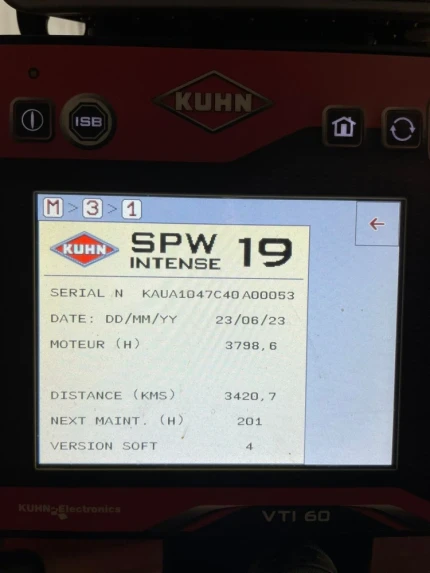 KUHN
ISB
M > 3 > 1
KUHN SPW INTENSE 19
SERIAL N KAUA1047C40A00053
DATE: DD/MM/YY 23/06/23
MOTEUR (H) 3798,6
DISTANCE (KMS) 3420,7
NEXT MAINT. (H) 201
VERSION SOFT 4
KUHN-Electronics
VTI 60